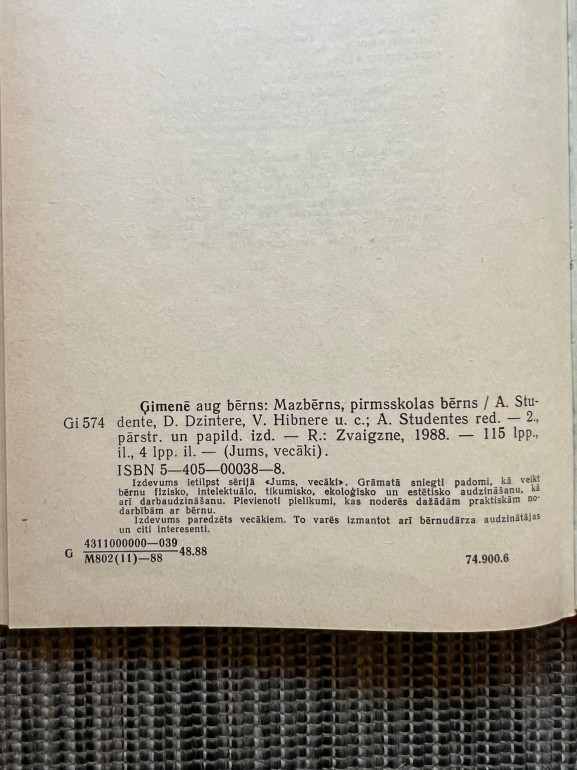 Ģimenē aug bērns: Mazbērns, pirmsskolas bērns / A. Stu-
Gi 574 dente, D. Dzintere, V. Hibnere u. c.; A. Studentes red. — 2.,
pārstr. un papild. izd. — R.: Zvaigzne, 1988. — 115 lpp.,
il., 4 lpp. il. — (Jums, vecāki).
ISBN 5—405—00038—8.
Izdevums ietilpst sērijā «Jums, vecāki». Grāmatā sniegti padomi, kā veikt
bērnu fizisko, intelektuālo, tikumisko, ekoloģisko un estētisko audzināšanu, kā
arī darbaudzināšanu. Pievienoti pielikumi, kas noderēs dažādām praktiskām no-
darbībām ar bērnu.
Izdevums paredzēts vecākiem. To varēs izmantot arī bērnudārza audzinātājas
un citi interesenti.
G 4311000000—039
M802(11)—88 48.88 74.900.6